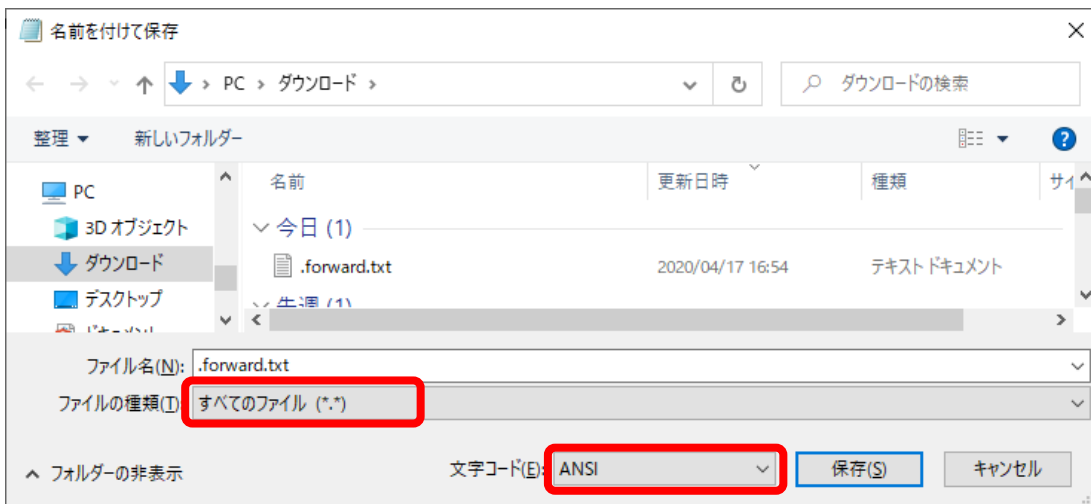 名前を付けて保存
PC › ダウンロード ›
ダウンロードの検索
整理 新しいフォルダー
名前 更新日時 種類
PC
3D オブジェクト
今日 (1)
ダウンロード
.forward.txt 2020/04/17 16:54 テキスト ドキュメント
デスクトップ
ファイル名(N): .forward.txt
ファイルの種類(T): すべてのファイル (*.*)
フォルダーの非表示
文字コード(E): ANSI 保存(S) キャンセル